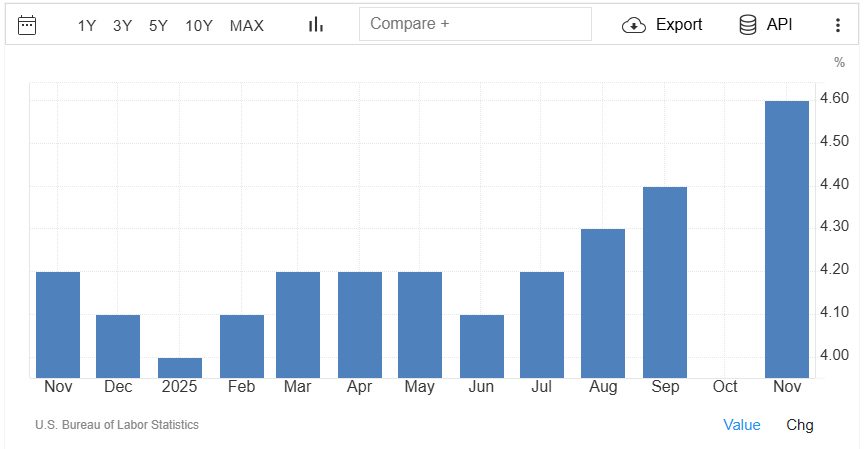 1Y 3Y 5Y 10Y MAX Compare + Export API
%
4.60
4.50
4.40
4.30
4.20
4.10
4.00
Nov Dec 2025 Feb Mar Apr May Jun Jul Aug Sep Oct Nov
U.S. Bureau of Labor Statistics Value Chg